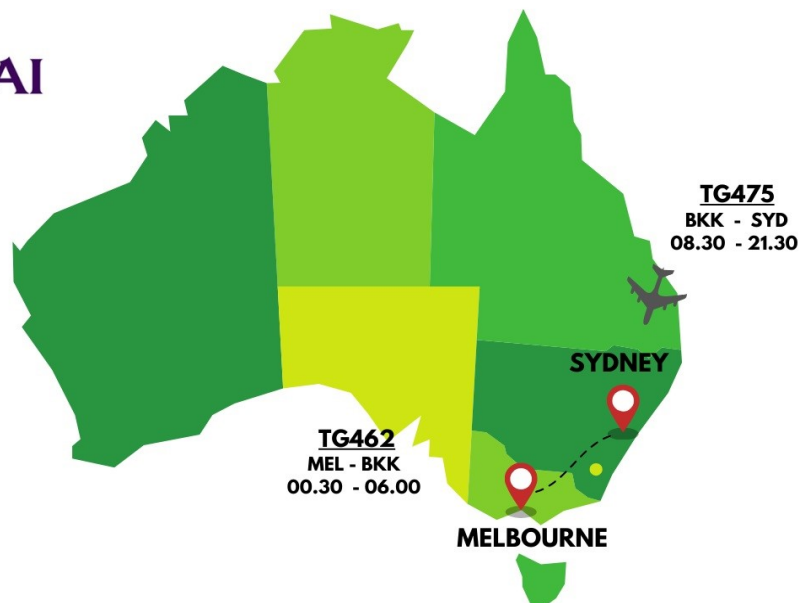 AI
TG475
BKK - SYD
08.30 - 21.30
SYDNEY
TG462
MEL - BKK
00.30 - 06.00
MELBOURNE